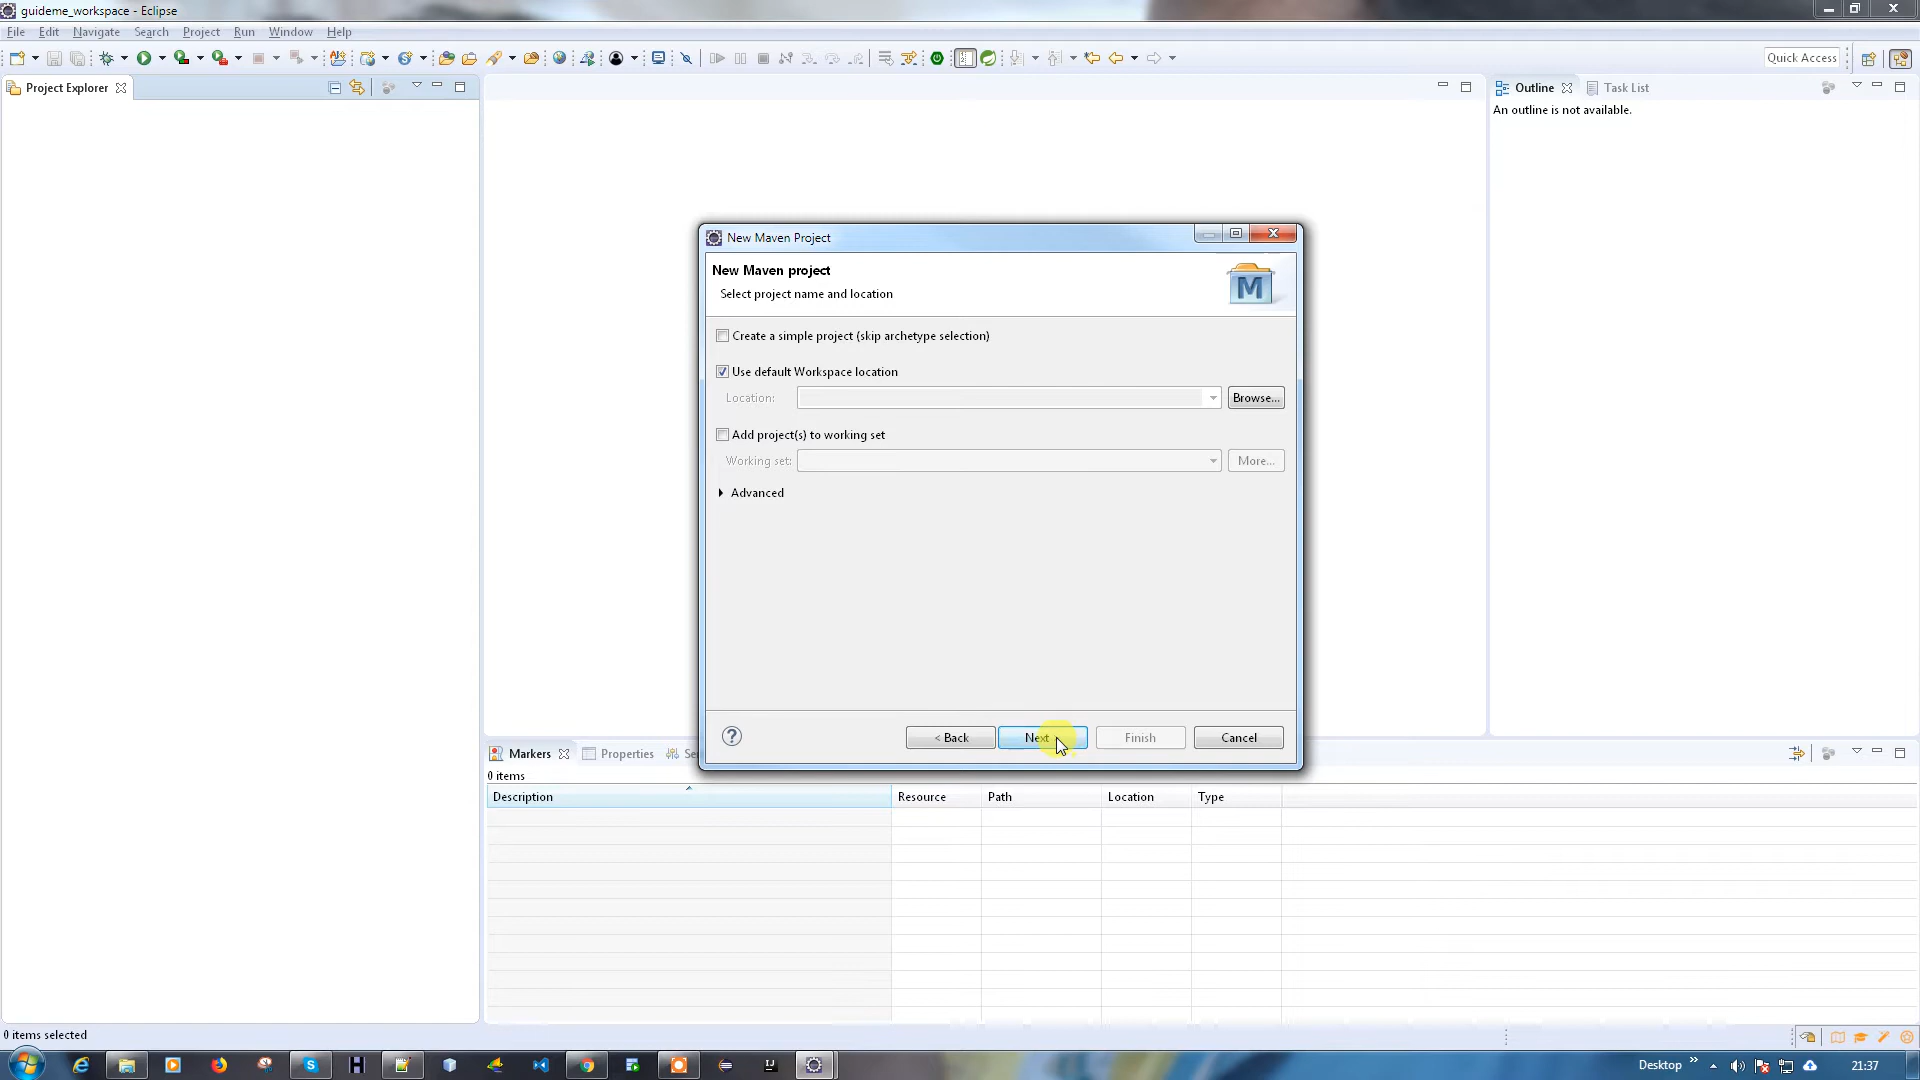 guideme_workspace - Eclipse
File Edit Navigate Search Project Run Window Help
Quick Access
Project Explorer
Outline Task List
An outline is not available.
New Maven Project
New Maven project
Select project name and location
M
Create a simple project (skip archetype selection)
Use default Workspace location
Location: Browse...
Add project(s) to working set
Working set: More...
Advanced
? < Back Next Finish Cancel
Markers Properties Se
0 items
Description Resource Path Location Type
0 items selected
Desktop 21:37